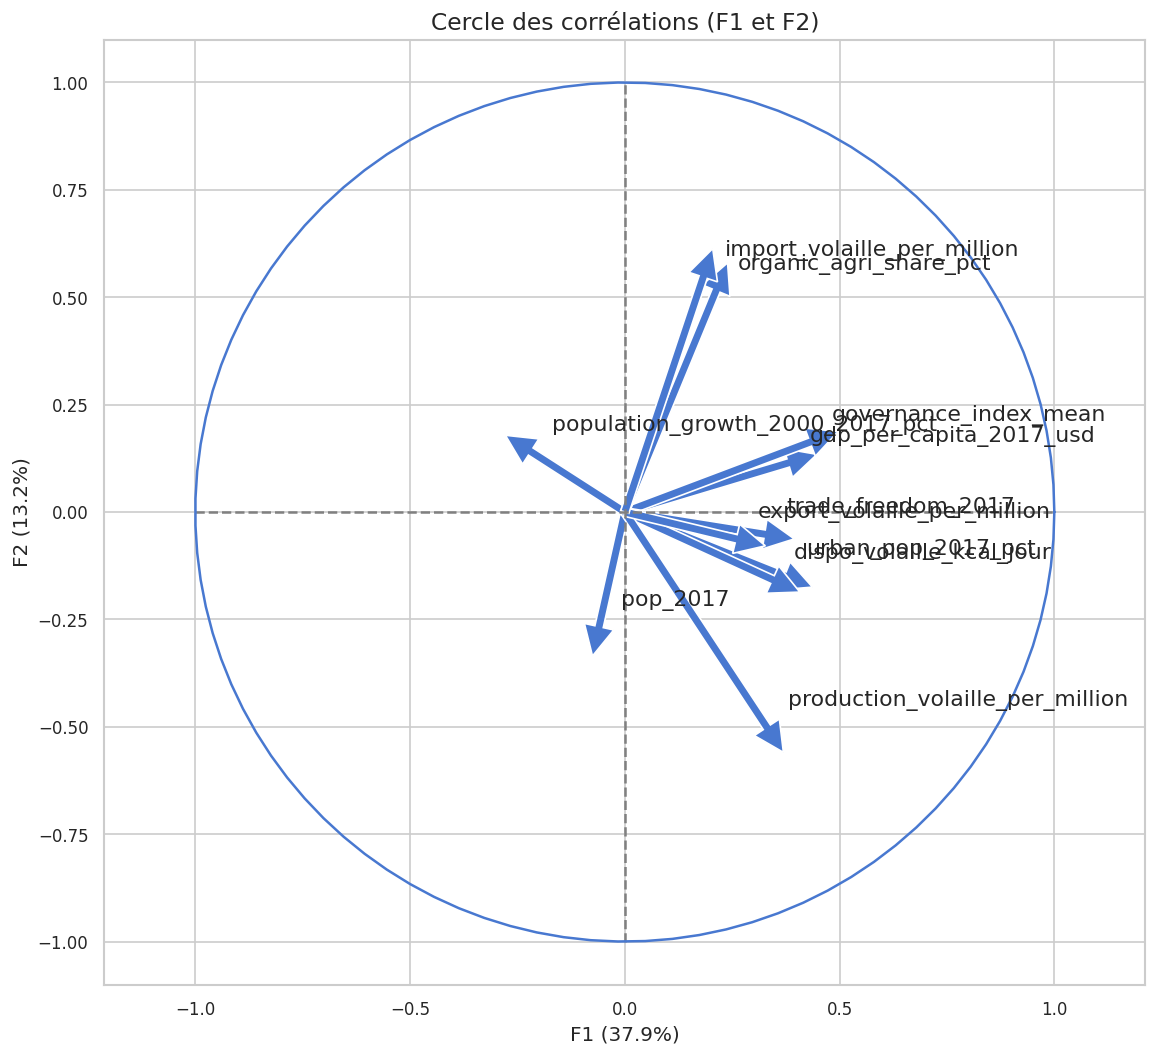 Cercle des corrélations (F1 et F2)
1.00
0.75
0.50
0.25
0.00
−0.25
−0.50
−0.75
−1.00
F2 (13.2%)
import_volaille_per_million
organic_agri_share_pct
governance_index_mean
population_growth_2000_2017_pct
gdp_per_capita_2017_usd
trade_freedom_2017
export_volaille_per_million
urban_pop_2017_pct
dispo_volaille_kcal_jour
pop_2017
production_volaille_per_million
−1.0
−0.5
0.0
0.5
1.0
F1 (37.9%)